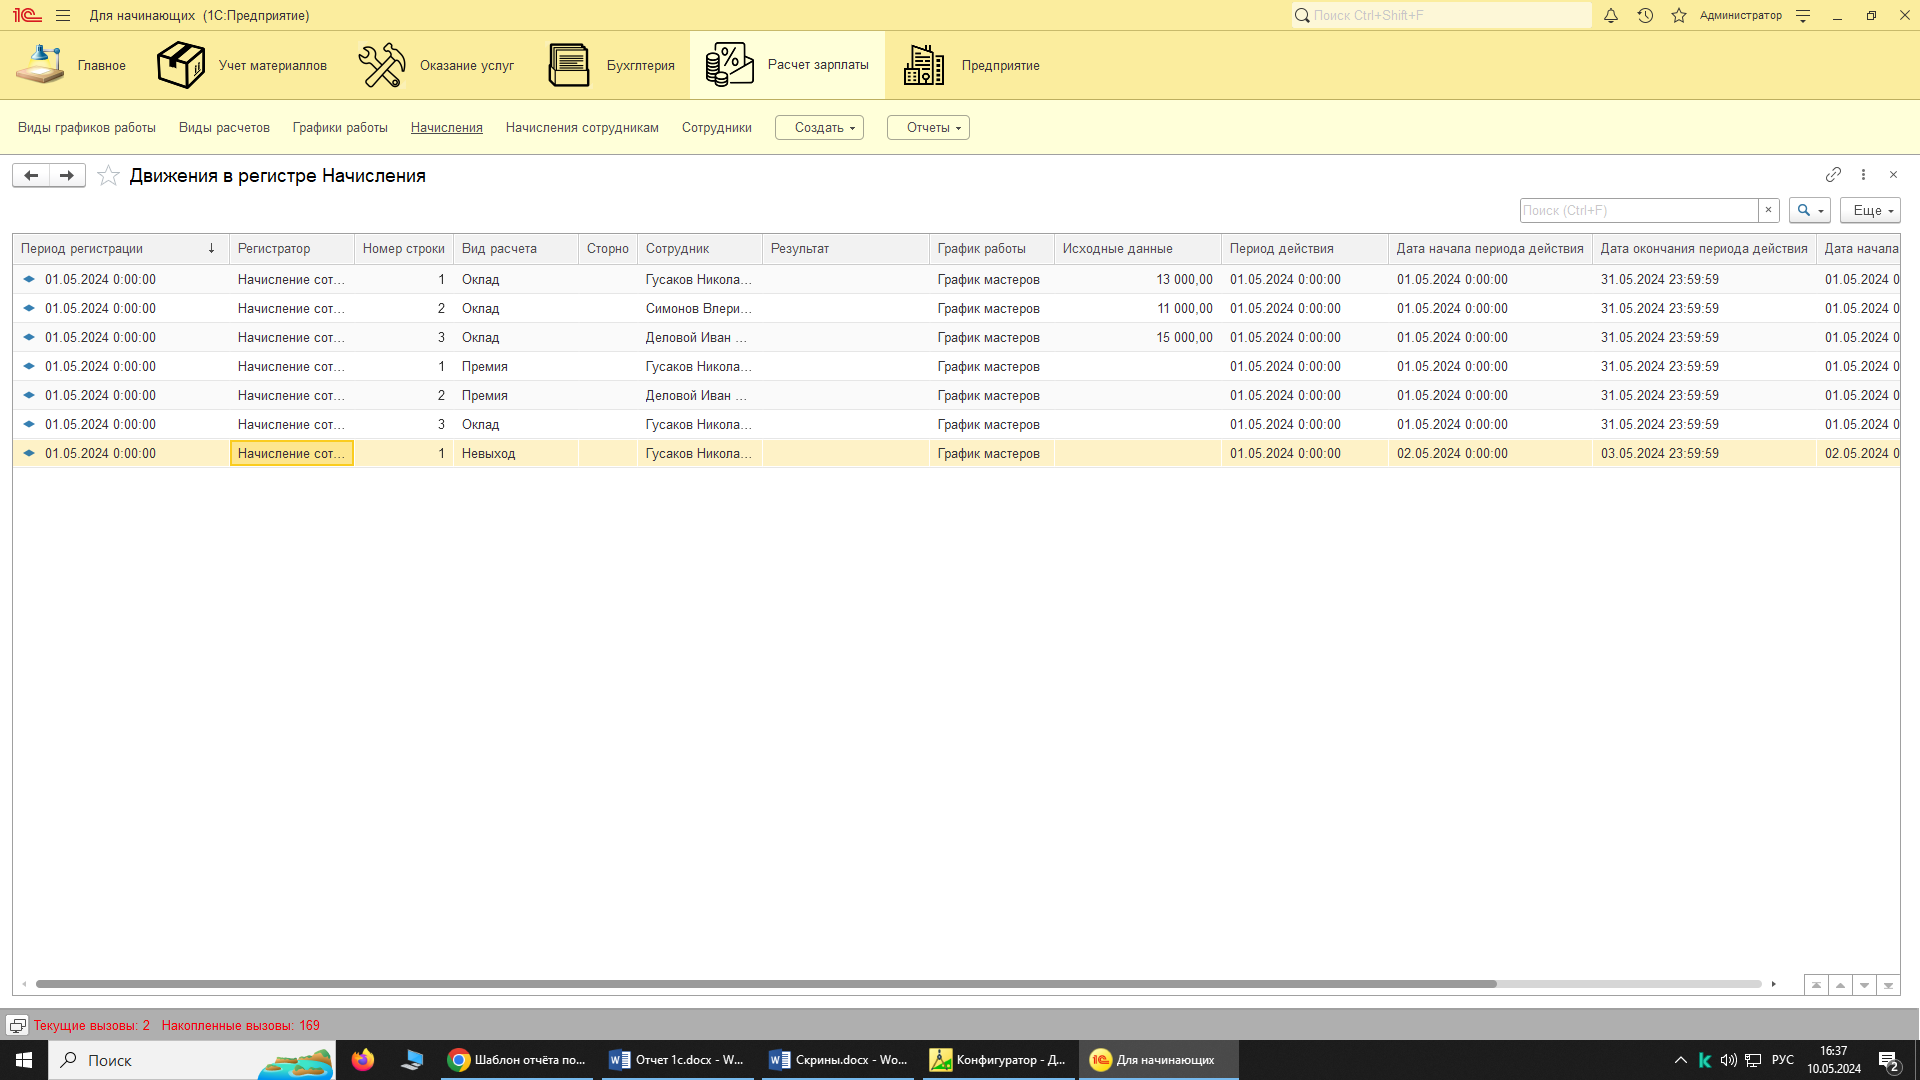 Для начинающих (1С:Предприятие)
Поиск Ctrl+Shift+F
Администратор
Главное
Учет материаллов
Оказание услуг
Бухглтерия
Расчет зарплаты
Предприятие
Виды графиков работы
Виды расчетов
Графики работы
Начисления
Начисления сотрудникам
Сотрудники
Создать
Отчеты
Движения в регистре Начисления
Поиск (Ctrl+F)
×
Еще
Период регистрации ↓ Регистратор Номер строки Вид расчета Сторно Сотрудник Результат График работы Исходные данные Период действия Дата начала периода действия Дата окончания периода действия Дата начала
01.05.2024 0:00:00 Начисление сот... 1 Оклад Гусаков Никола... График мастеров 13 000,00 01.05.2024 0:00:00 01.05.2024 0:00:00 31.05.2024 23:59:59 01.05.2024 0
01.05.2024 0:00:00 Начисление сот... 2 Оклад Симонов Влери... График мастеров 11 000,00 01.05.2024 0:00:00 01.05.2024 0:00:00 31.05.2024 23:59:59 01.05.2024 0
01.05.2024 0:00:00 Начисление сот... 3 Оклад Деловой Иван ... График мастеров 15 000,00 01.05.2024 0:00:00 01.05.2024 0:00:00 31.05.2024 23:59:59 01.05.2024 0
01.05.2024 0:00:00 Начисление сот... 1 Премия Гусаков Никола... График мастеров 01.05.2024 0:00:00 01.05.2024 0:00:00 31.05.2024 23:59:59 01.05.2024 0
01.05.2024 0:00:00 Начисление сот... 2 Премия Деловой Иван ... График мастеров 01.05.2024 0:00:00 01.05.2024 0:00:00 31.05.2024 23:59:59 01.05.2024 0
01.05.2024 0:00:00 Начисление сот... 3 Оклад Гусаков Никола... График мастеров 01.05.2024 0:00:00 01.05.2024 0:00:00 31.05.2024 23:59:59 01.05.2024 0
01.05.2024 0:00:00 Начисление сот... 1 Невыход Гусаков Никола... График мастеров 01.05.2024 0:00:00 02.05.2024 0:00:00 03.05.2024 23:59:59 02.05.2024 0
Текущие вызовы: 2 Накопленные вызовы: 169
Поиск
Шаблон отчёта по...
Отчет 1с.docx - W...
Скрины.docx - Wo...
Конфигуратор - Д...
Для начинающих
РУС
16:37
10.05.2024
2